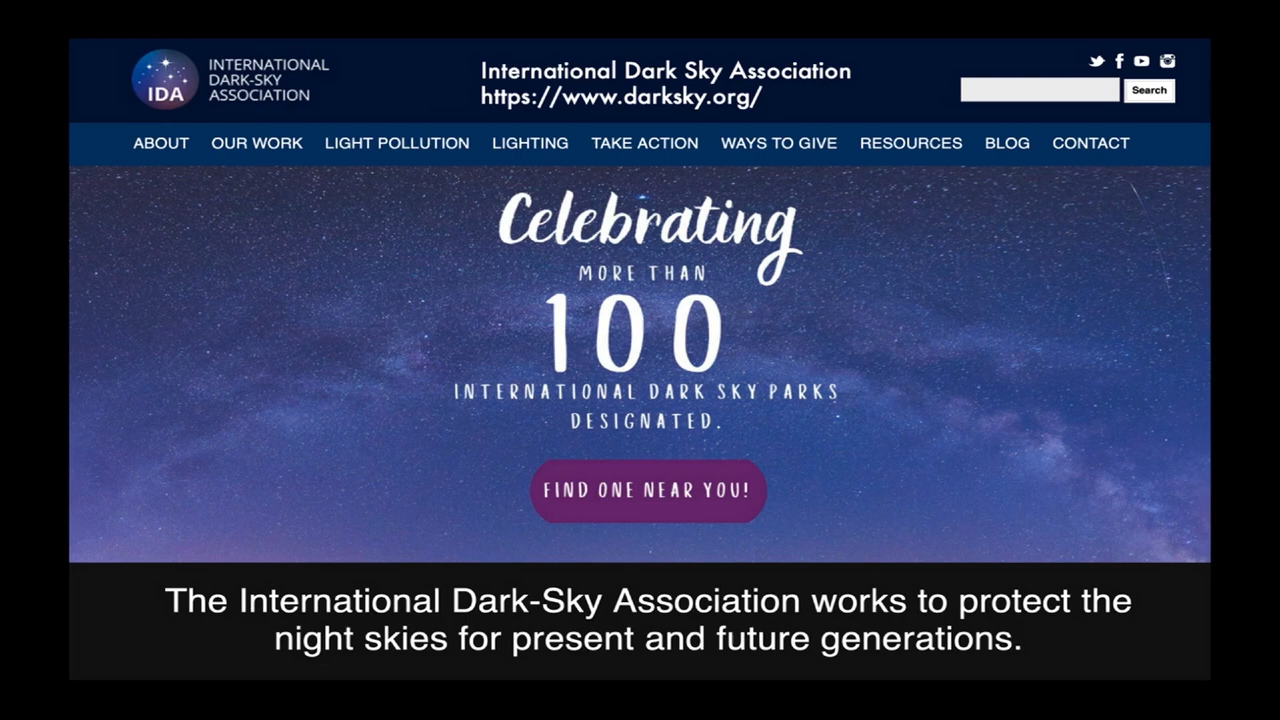 IDA
INTERNATIONAL
DARK-SKY
ASSOCIATION
International Dark Sky Association
https://www.darksky.org/
Search
ABOUT OUR WORK LIGHT POLLUTION LIGHTING TAKE ACTION WAYS TO GIVE RESOURCES BLOG CONTACT
Celebrating
MORE THAN
100
INTERNATIONAL DARK SKY PARKS
DESIGNATED.
FIND ONE NEAR YOU!
The International Dark-Sky Association works to protect the
night skies for present and future generations.